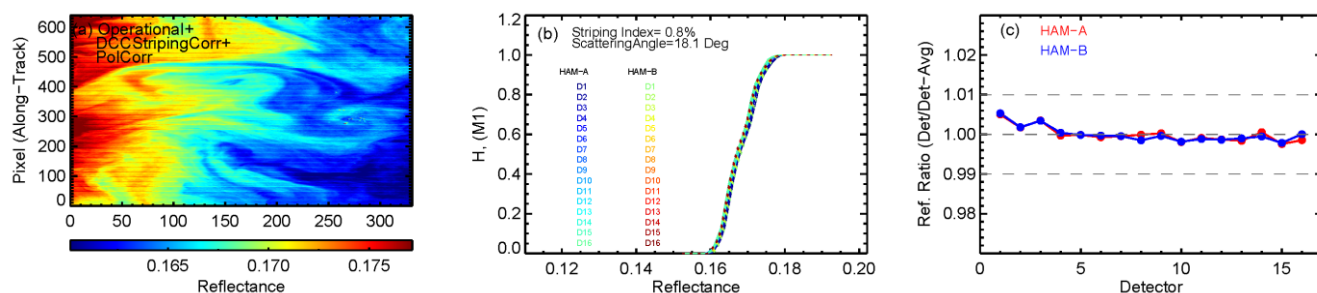 (a) Operational+
DCCStripingCorr+
PolCorr
Pixel (Along-Track)
600
500
400
300
200
100
0
0 50 100 150 200 250 300
0.165 0.170 0.175
Reflectance
(b)
Striping Index= 0.8%
ScatteringAngle=18.1 Deg
HAM-A HAM-B
D1 D1
D2 D2
D3 D3
D4 D4
D5 D5
D6 D6
D7 D7
D8 D8
D9 D9
D10 D10
D11 D11
D12 D12
D13 D13
D14 D14
D15 D15
D16 D16
H, (M1)
1.2
1.0
0.8
0.6
0.4
0.2
0.0
0.12 0.14 0.16 0.18 0.20
Reflectance
(c)
HAM-A
HAM-B
Ref. Ratio (Det/Det-Avg)
1.02
1.01
1.00
0.99
0.98
0 5 10 15
Detector